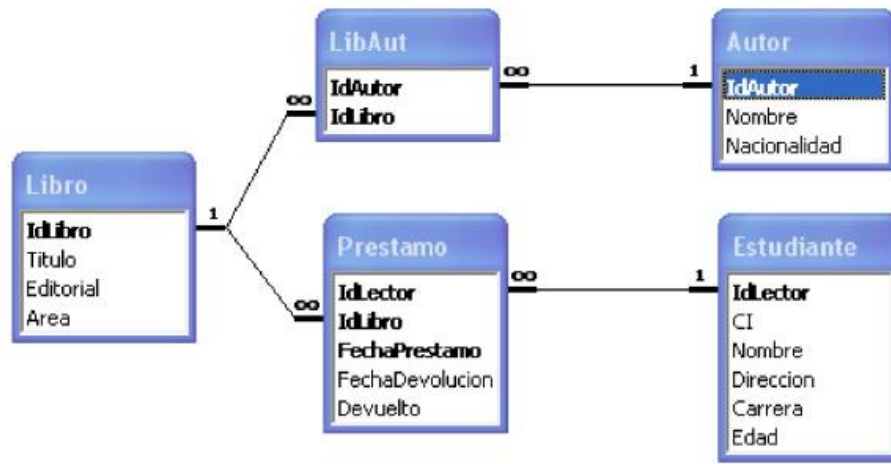 LibAut
IdAutor
IdLibro
Autor
IdAutor
Nombre
Nacionalidad
∞
∞
1
Libro
IdLibro
Titulo
Editorial
Area
1
∞
Prestamo
IdLector
IdLibro
FechaPrestamo
FechaDevolucion
Devuelto
∞
1
Estudiante
IdLector
CI
Nombre
Direccion
Carrera
Edad